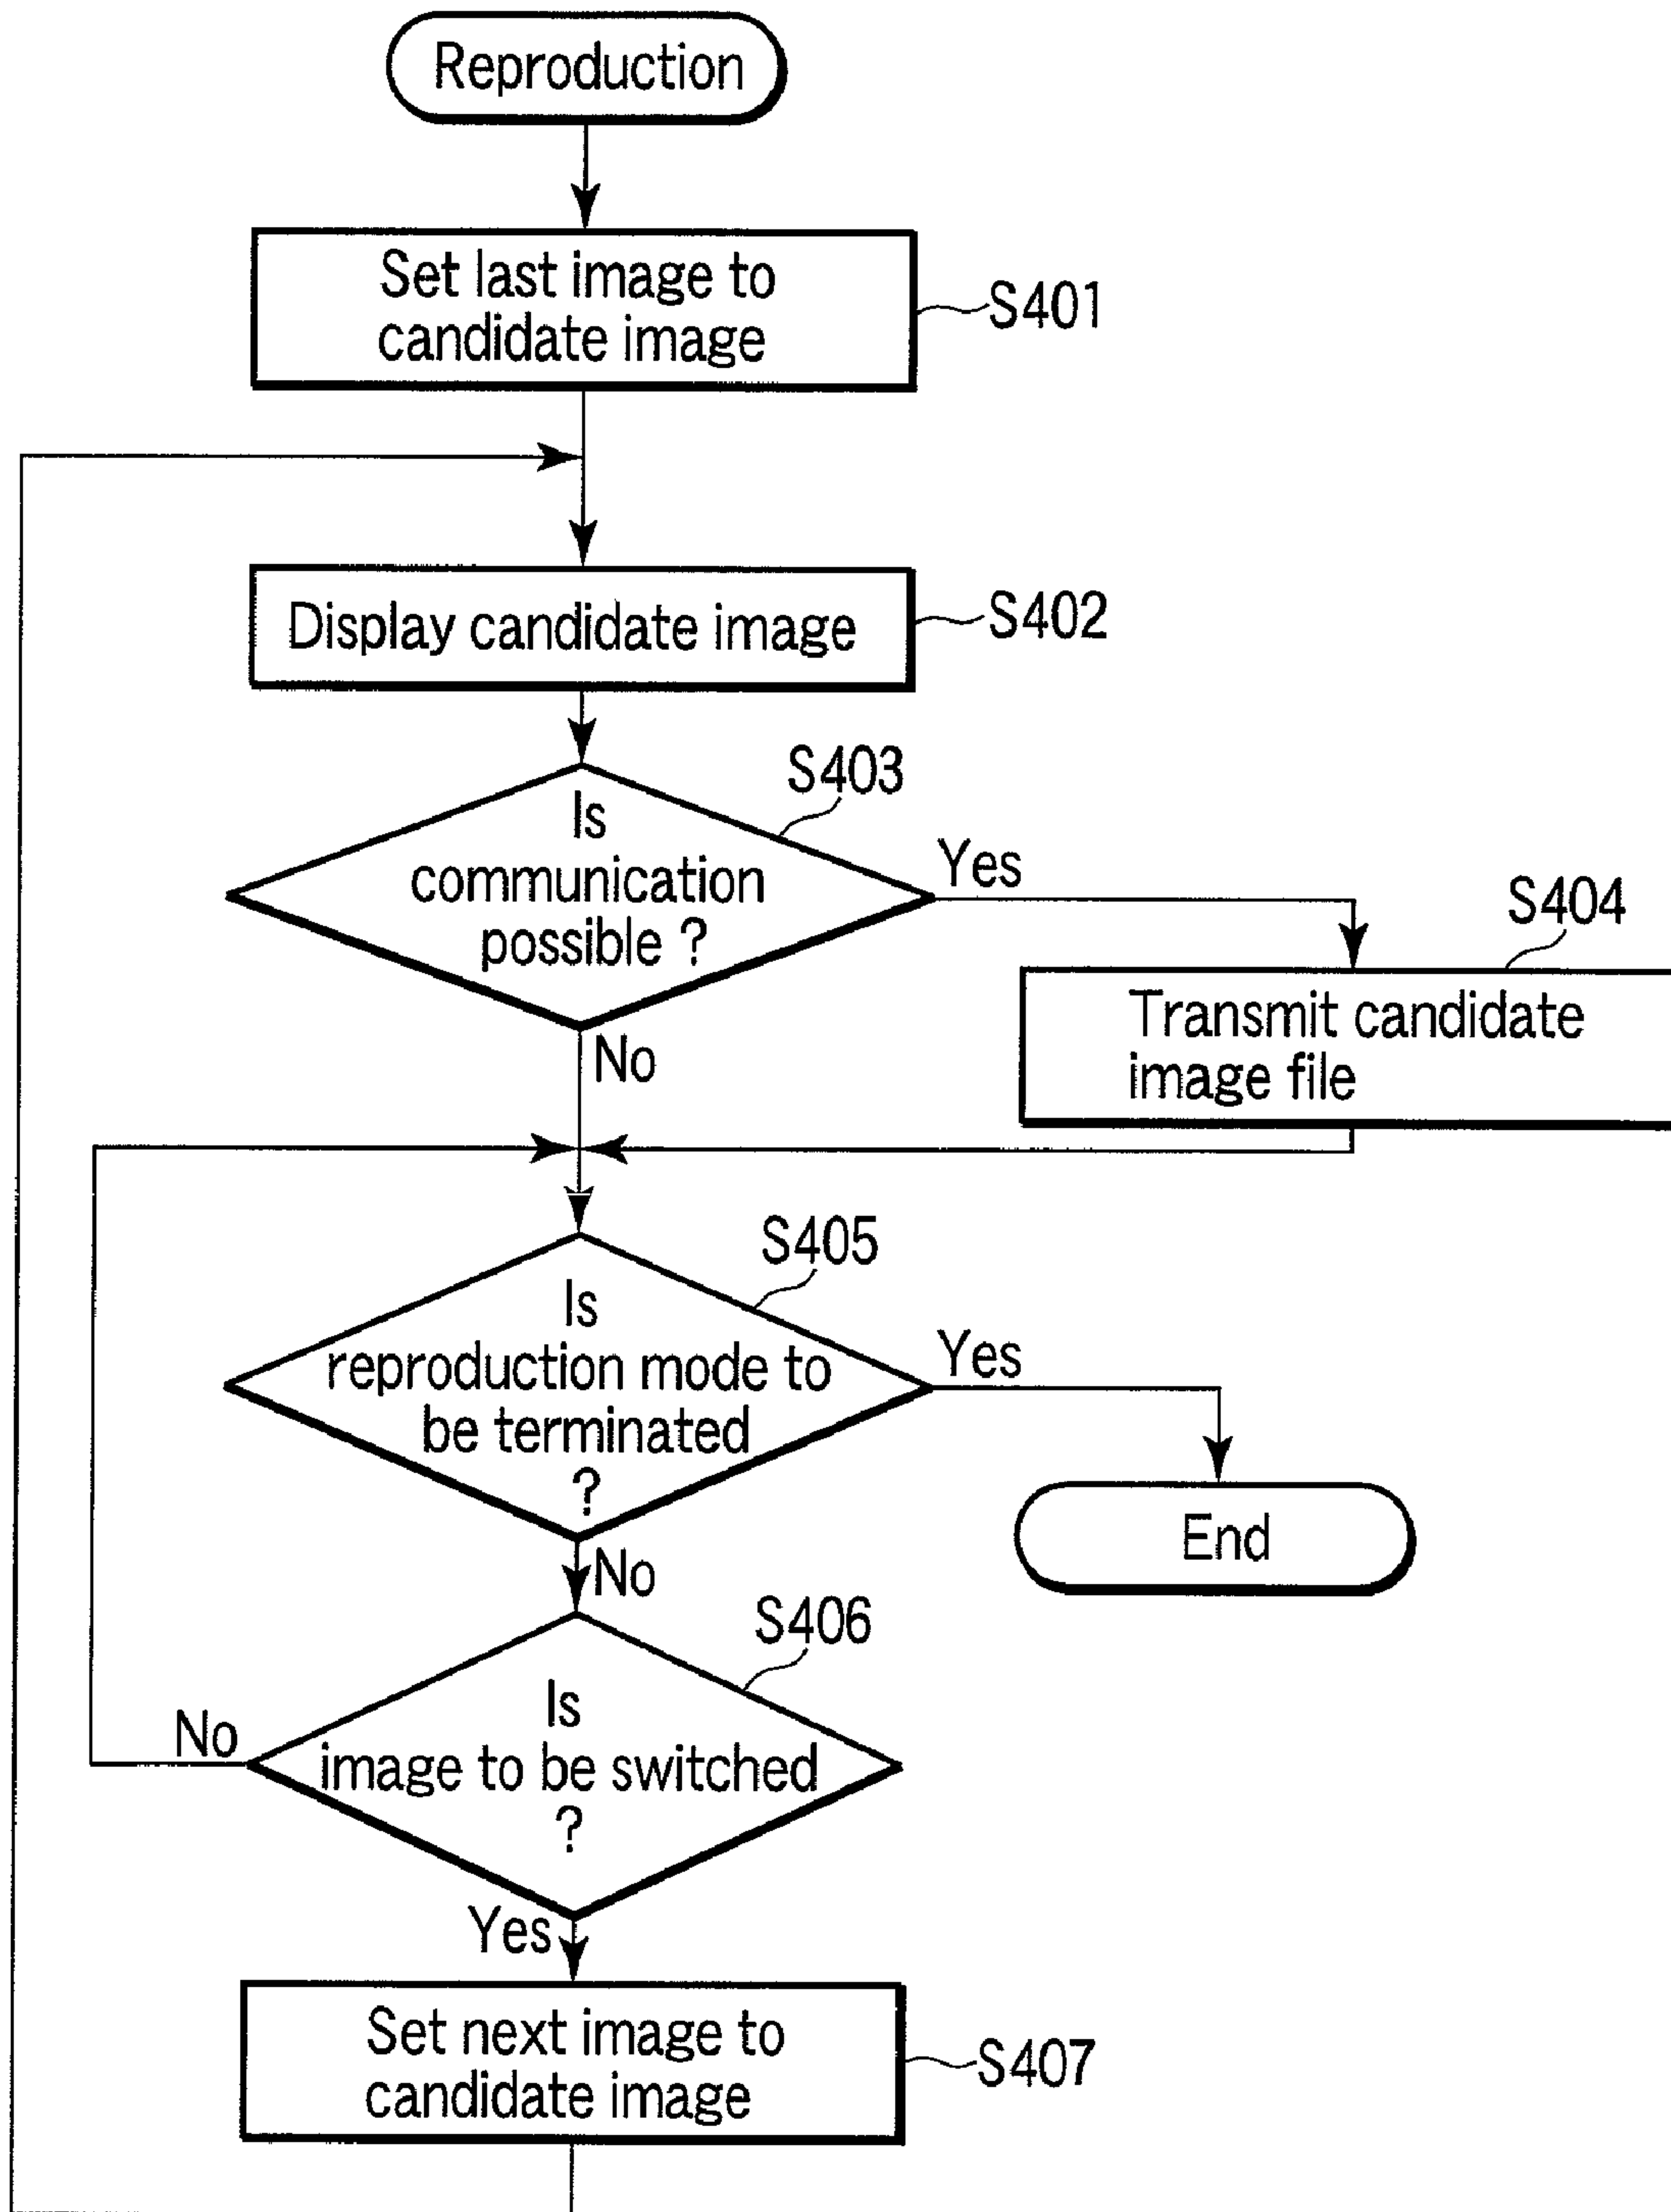 Reproduction
Set last image to
candidate image
S401
Display candidate image
S402
S403
Is
communication
possible ?
Yes
No
S404
Transmit candidate
image file
S405
Is
reproduction mode to
be terminated
?
Yes
No
End
S406
Is
image to be switched
?
No
Yes
Set next image to
candidate image
S407